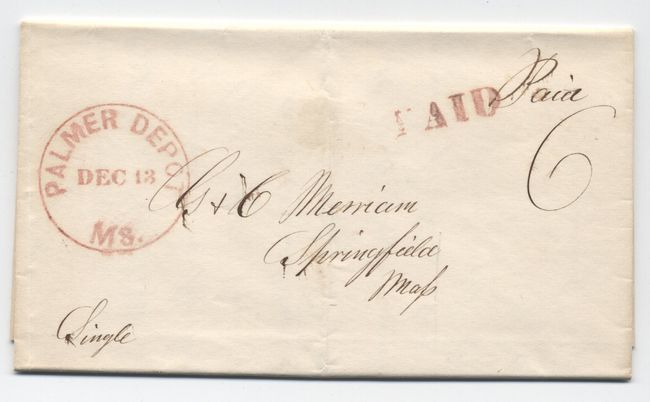 Paid
PAID
6
PALMER DEPOT
DEC 13
MS.
G & C Merriam
Springfield
Maſs
Single